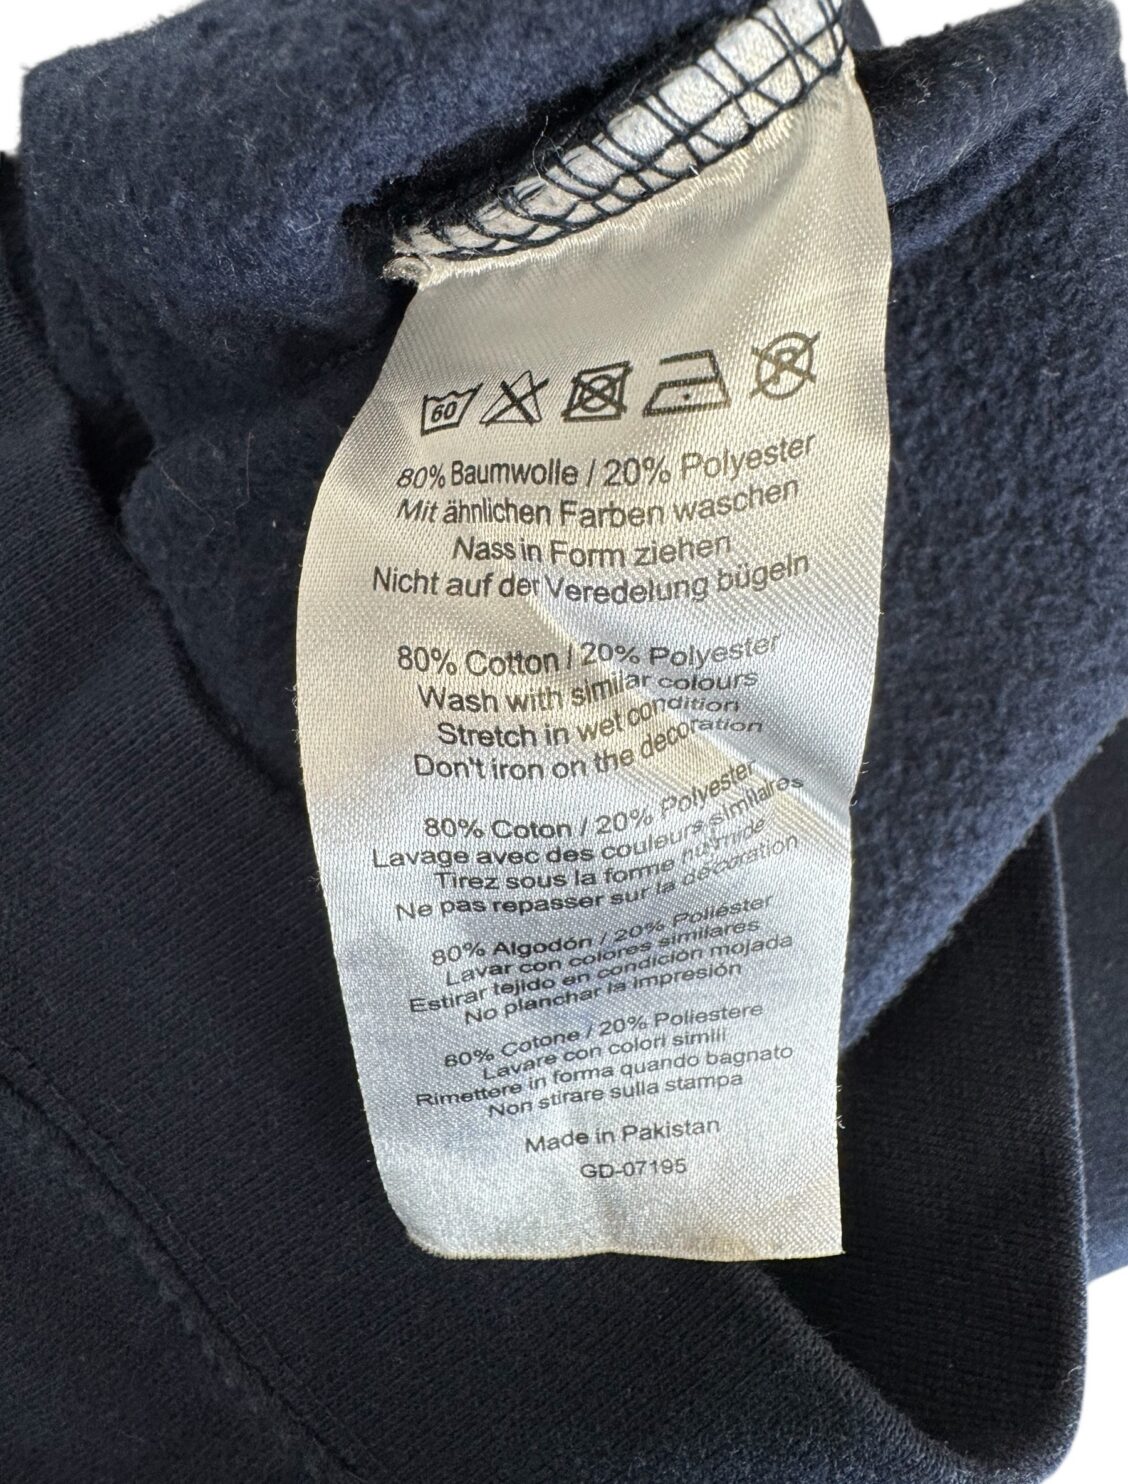 60
80% Baumwolle / 20% Polyester
Mit ähnlichen Farben waschen
Nass in Form ziehen
Nicht auf der Veredelung bügeln
80% Cotton / 20% Polyester
Wash with similar colours
Stretch in wet condition
Don't iron on the decoration
80% Coton / 20% Polyester
Lavage avec des couleurs similaires
Tirez sous la forme humide
Ne pas repasser sur la décoration
80% Algodón / 20% Poliéster
Lavar con colores similares
Estirar tejido en condición mojada
No planchar la impresión
80% Cotone / 20% Poliestere
Lavare con colori simili
Rimettere in forma quando bagnato
Non stirare sulla stampa
Made in Pakistan
GD-07195